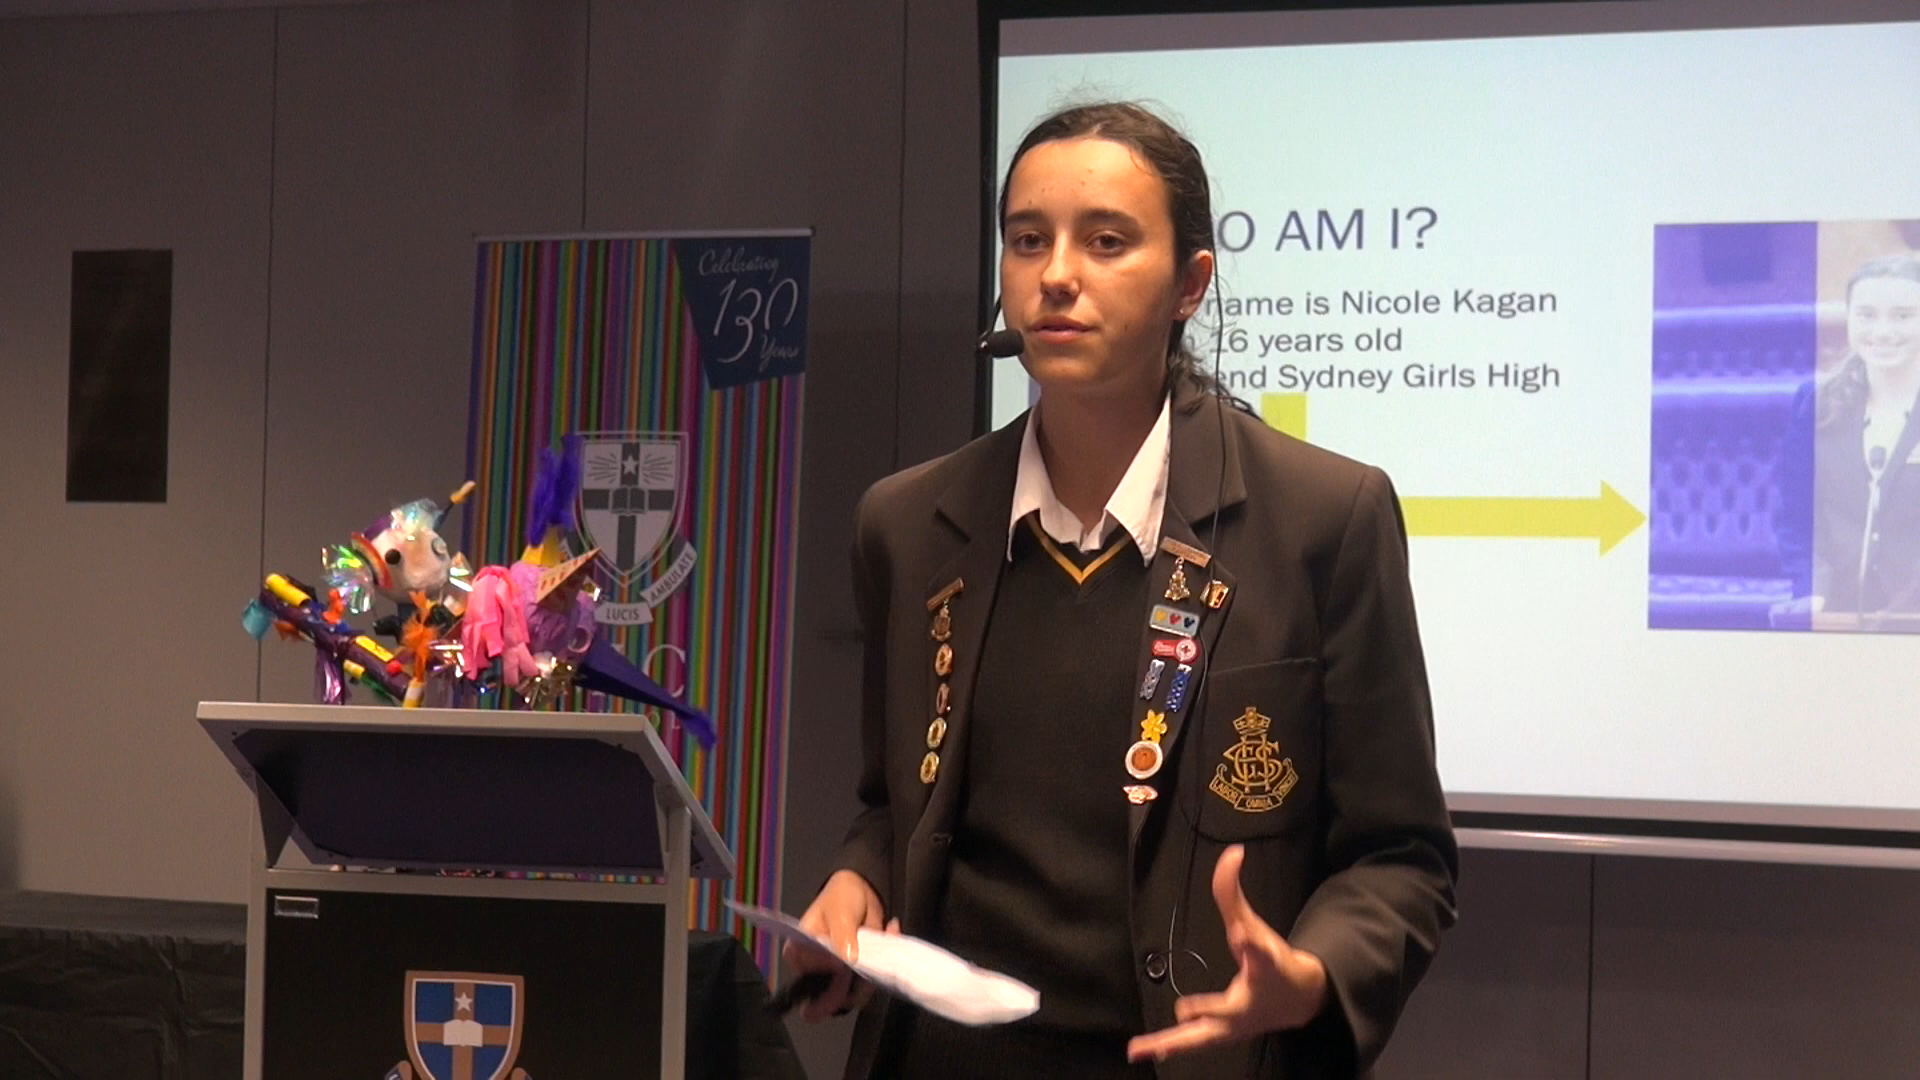 Celebrating
130
Years
O AM I?
name is Nicole Kagan
16 years old
end Sydney Girls High
LUCIS
AMBULATE
LABOR OMNIA VINCIT